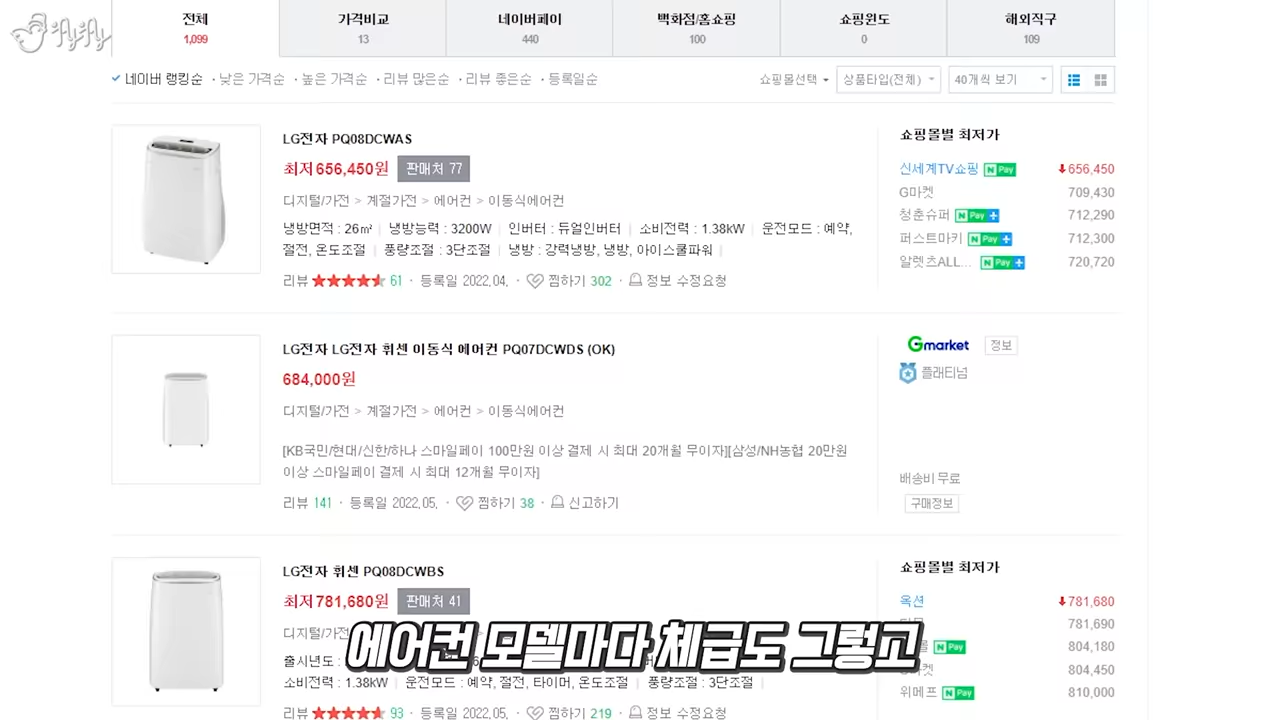 전체
1,099
가격비교
13
네이버페이
440
백화점/홈쇼핑
100
쇼핑윈도
0
해외직구
109
네이버 랭킹순 · 낮은 가격순 · 높은 가격순 · 리뷰 많은순 · 리뷰 좋은순 · 등록일순
쇼핑몰선택 상품타입(전체) 40개씩 보기
LG전자 PQ08DCWAS
최저 656,450원 판매처 77
디지털/가전 > 계절가전 > 에어컨 > 이동식에어컨
냉방면적 : 26㎡ | 냉방능력 : 3200W | 인버터 : 듀얼인버터 | 소비전력 : 1.38kW | 운전모드 : 예약,
절전, 온도조절 | 풍량조절 : 3단조절 | 냉방 : 강력냉방, 냉방, 아이스쿨파워 |
리뷰 ★★★★★ 61 · 등록일 2022.04. · 찜하기 302 · 정보 수정요청
쇼핑몰별 최저가
신세계TV쇼핑 N Pay 656,450
G마켓 709,430
청춘슈퍼 N Pay + 712,290
퍼스트마키 N Pay + 712,300
알렛츠ALL... N Pay + 720,720
LG전자 LG전자 휘센 이동식 에어컨 PQ07DCWDS (OK)
684,000원
디지털/가전 > 계절가전 > 에어컨 > 이동식에어컨
[KB국민/현대/신한/하나 스마일페이 100만원 이상 결제 시 최대 20개월 무이자][삼성/NH농협 20만원
이상 스마일페이 결제 시 최대 12개월 무이자]
리뷰 141 · 등록일 2022.05. · 찜하기 38 · 신고하기
Gmarket 정보
플래티넘
배송비 무료
구매정보
LG전자 휘센 PQ08DCWBS
최저 781,680원 판매처 41
디지털/가전
출시년도 :
소비전력 : 1.38kW | 운전모드 : 예약, 절전, 타이머, 온도조절 | 풍량조절 : 3단조절 |
리뷰 ★★★★★ 93 · 등록일 2022.05. · 찜하기 219 · 정보 수정요청
쇼핑몰별 최저가
옥션 781,680
781,690
N Pay 804,180
804,450
위메프 N Pay 810,000
에어컨 모델마다 체급도 그렇고